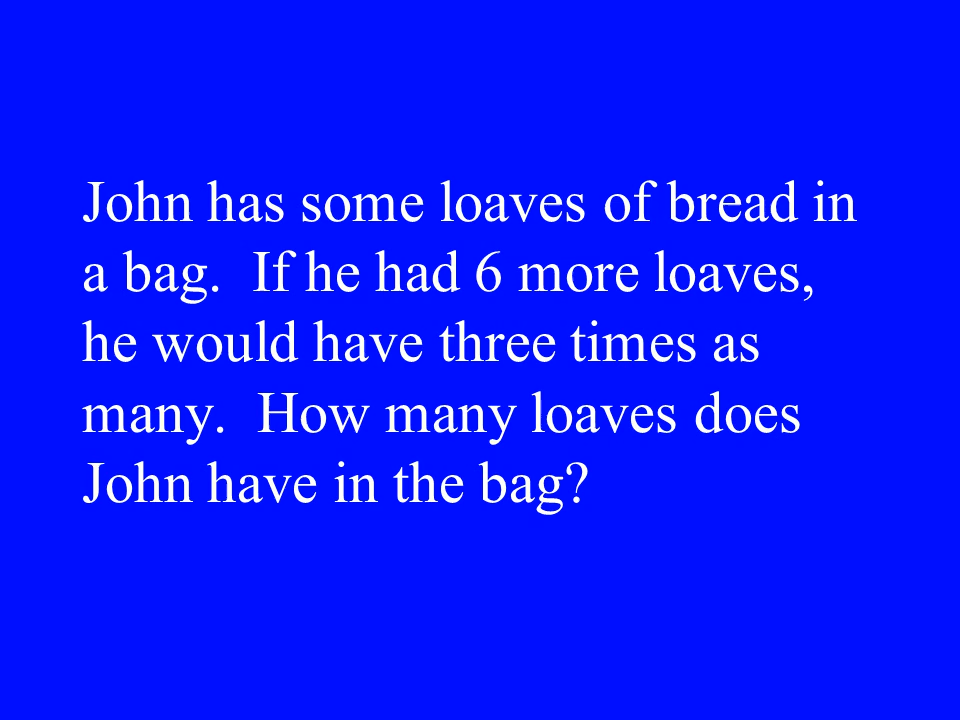 John has some loaves of bread in
a bag.  If he had 6 more loaves,
he would have three times as
many.  How many loaves does
John have in the bag?